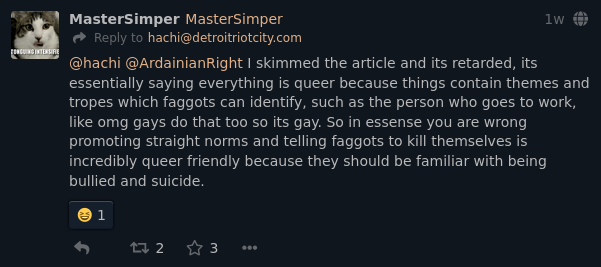 MasterSimper MasterSimper 1w
Reply to hachi@detroitriotcity.com
@hachi @ArdainianRight I skimmed the article and its retarded, its
essentially saying everything is queer because things contain themes and
tropes which faggots can identify, such as the person who goes to work,
like omg gays do that too so its gay. So in essense you are wrong
promoting straight norms and telling faggots to kill themselves is
incredibly queer friendly because they should be familiar with being
bullied and suicide.
1
2 3